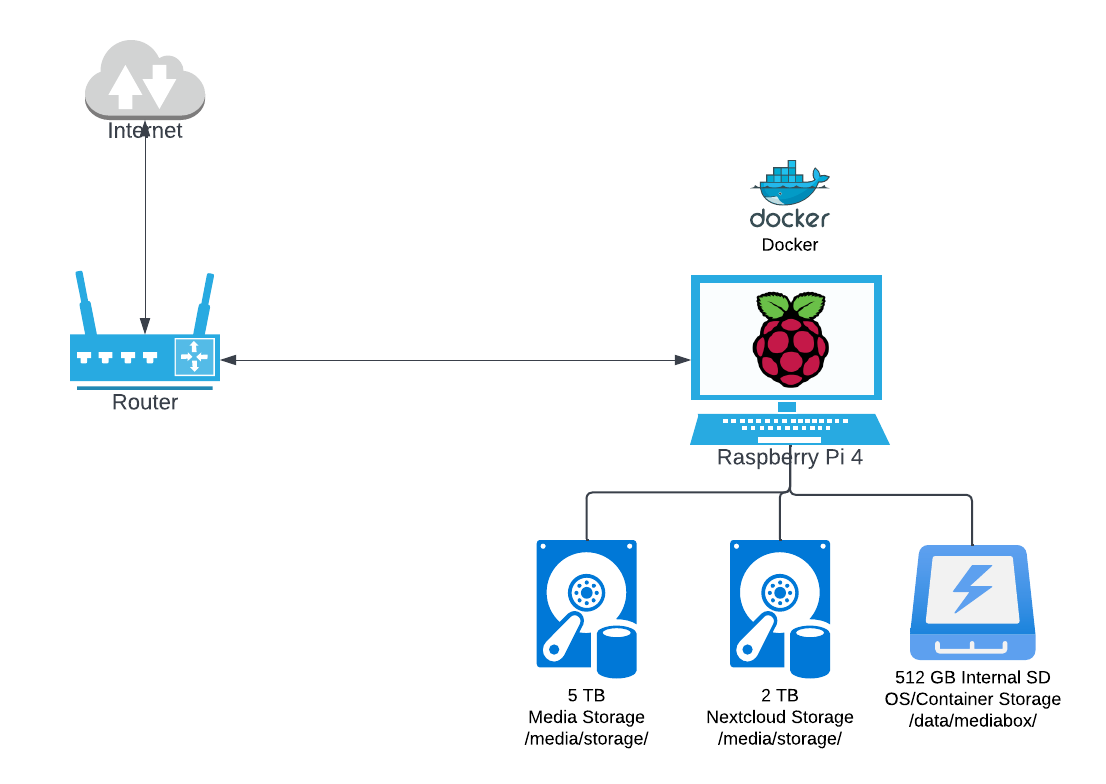 Internet
docker
Docker
Router
Raspberry Pi 4
5 TB
Media Storage
/media/storage/
2 TB
Nextcloud Storage
/media/storage/
512 GB Internal SD
OS/Container Storage
/data/mediabox/